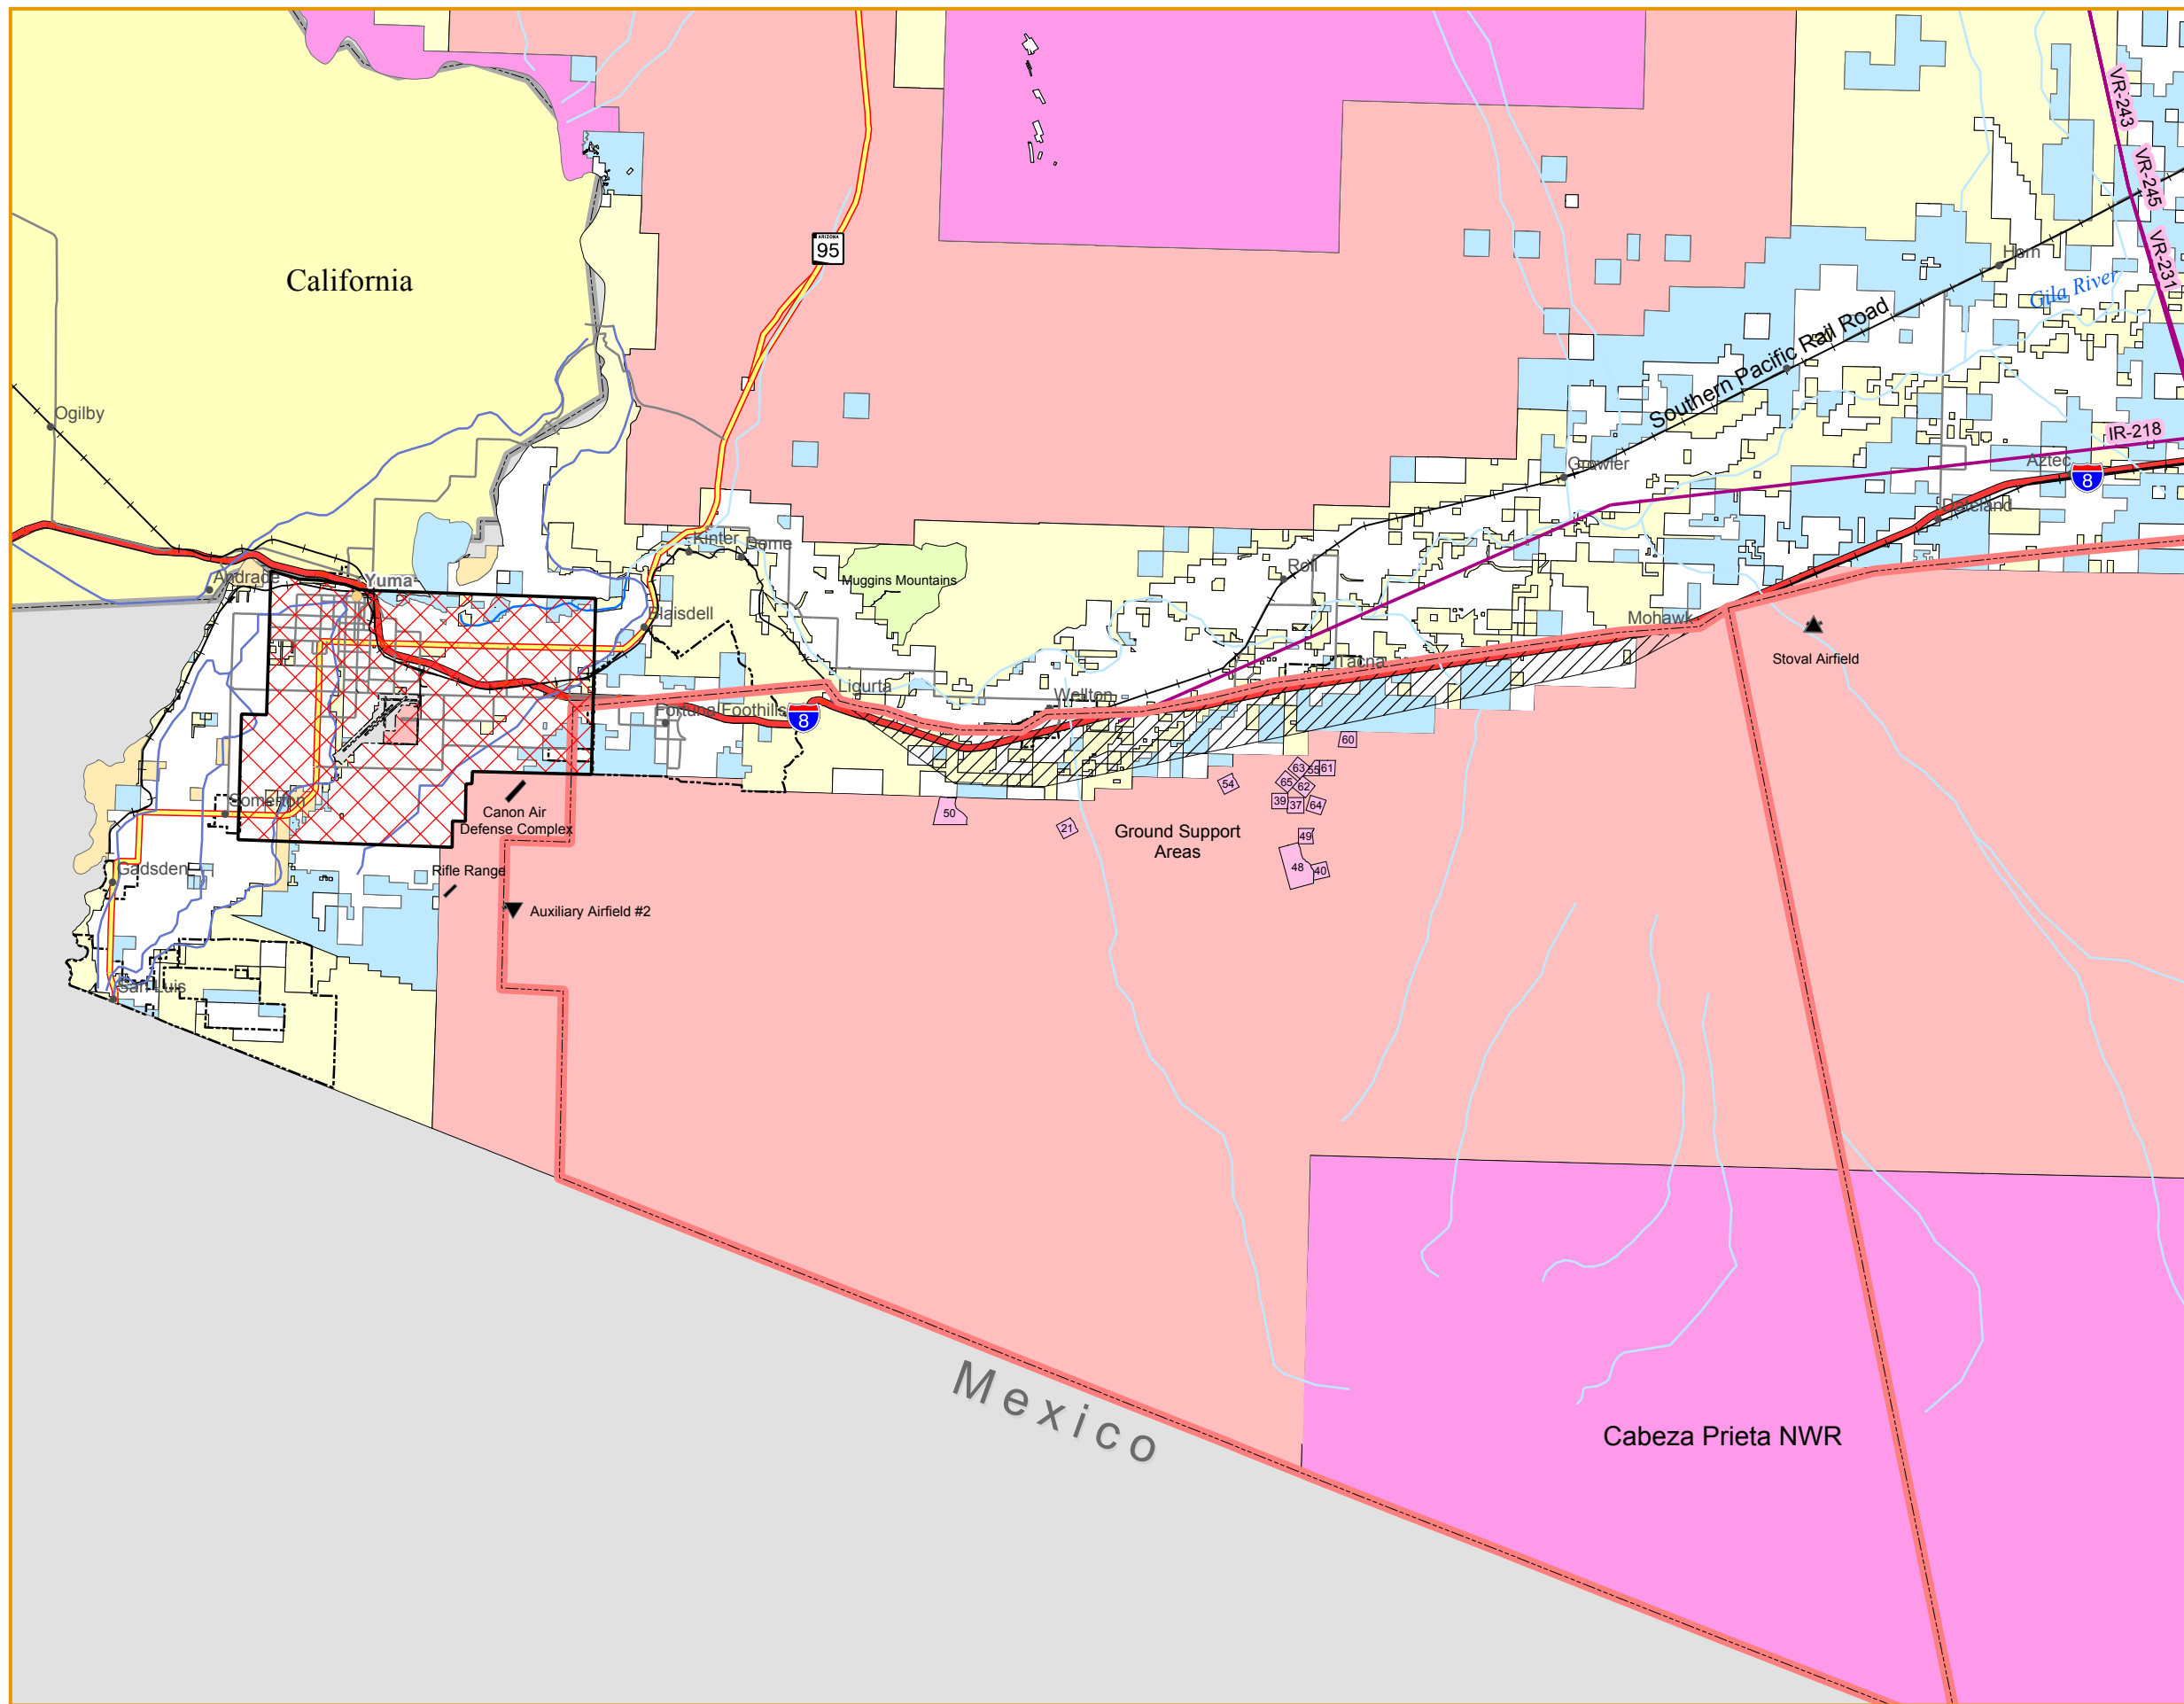 VR-243
VR-245
VR-231
ARIZONA
95
California
Horn
Gila River
Southern Pacific Rail Road
Ogilby
IR-218
Growler
Aztec
8
Dateland
Kinter
Dome
Muggins Mountains
Roll
Andrade
Yuma
Blaisdell
Mohawk
Stoval Airfield
Tacna
Ligurta
Wellton
Fortuna Foothills
8
60
63
55
61
54
65
62
Somerton
39
37
64
Canon Air
Defense Complex
50
21
Ground Support
Areas
49
48
40
Gadsden
Rifle Range
Auxiliary Airfield #2
San Luis
Mexico
Cabeza Prieta NWR